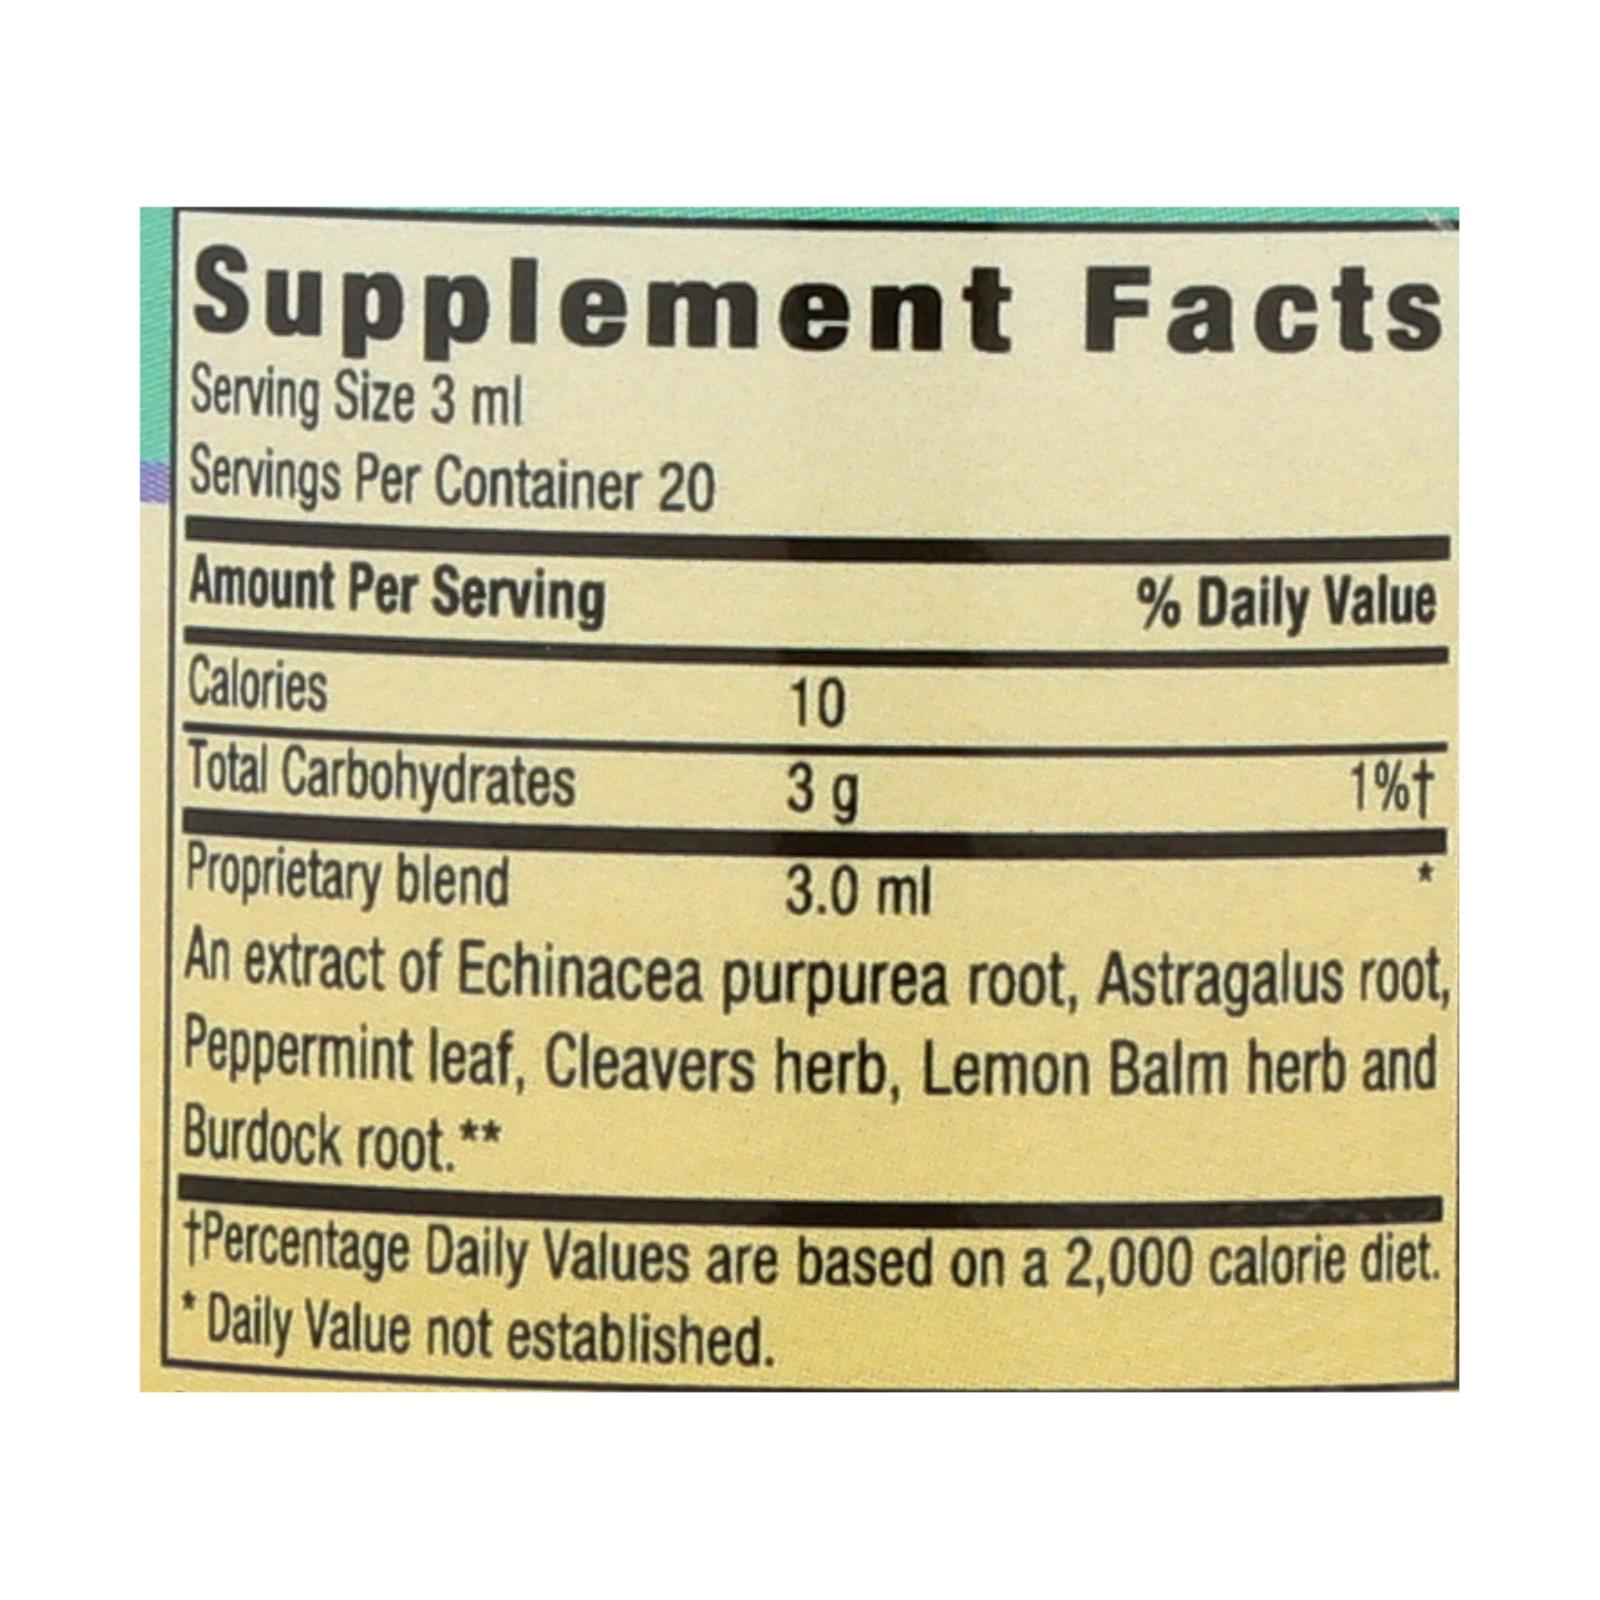 Supplement Facts
Serving Size 3 ml
Servings Per Container 20
Amount Per Serving % Daily Value
Calories 10
Total Carbohydrates 3 g 1%†
Proprietary blend 3.0 ml *
An extract of Echinacea purpurea root, Astragalus root,
Peppermint leaf, Cleavers herb, Lemon Balm herb and
Burdock root.**
†Percentage Daily Values are based on a 2,000 calorie diet.
* Daily Value not established.